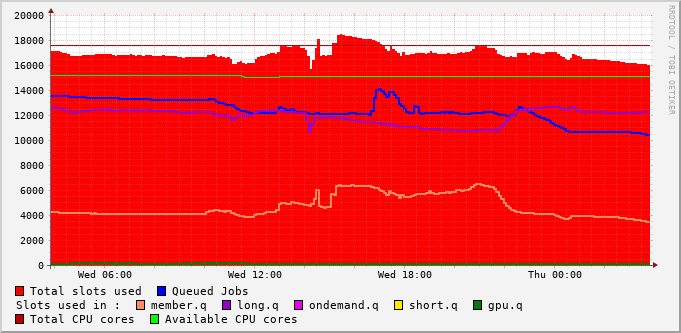 20000
18000
16000
14000
12000
10000
8000
6000
4000
2000
0
Wed 06:00 Wed 12:00 Wed 18:00 Thu 00:00
Total slots used Queued Jobs
Slots used in : member.q long.q ondemand.q short.q gpu.q
Total CPU cores Available CPU cores
RRDTOOL / TOBI OETIKER